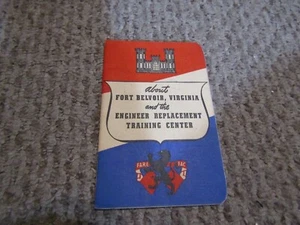 about
FORT BELVOIR, VIRGINIA
and the
ENGINEER REPLACEMENT
TRAINING CENTER